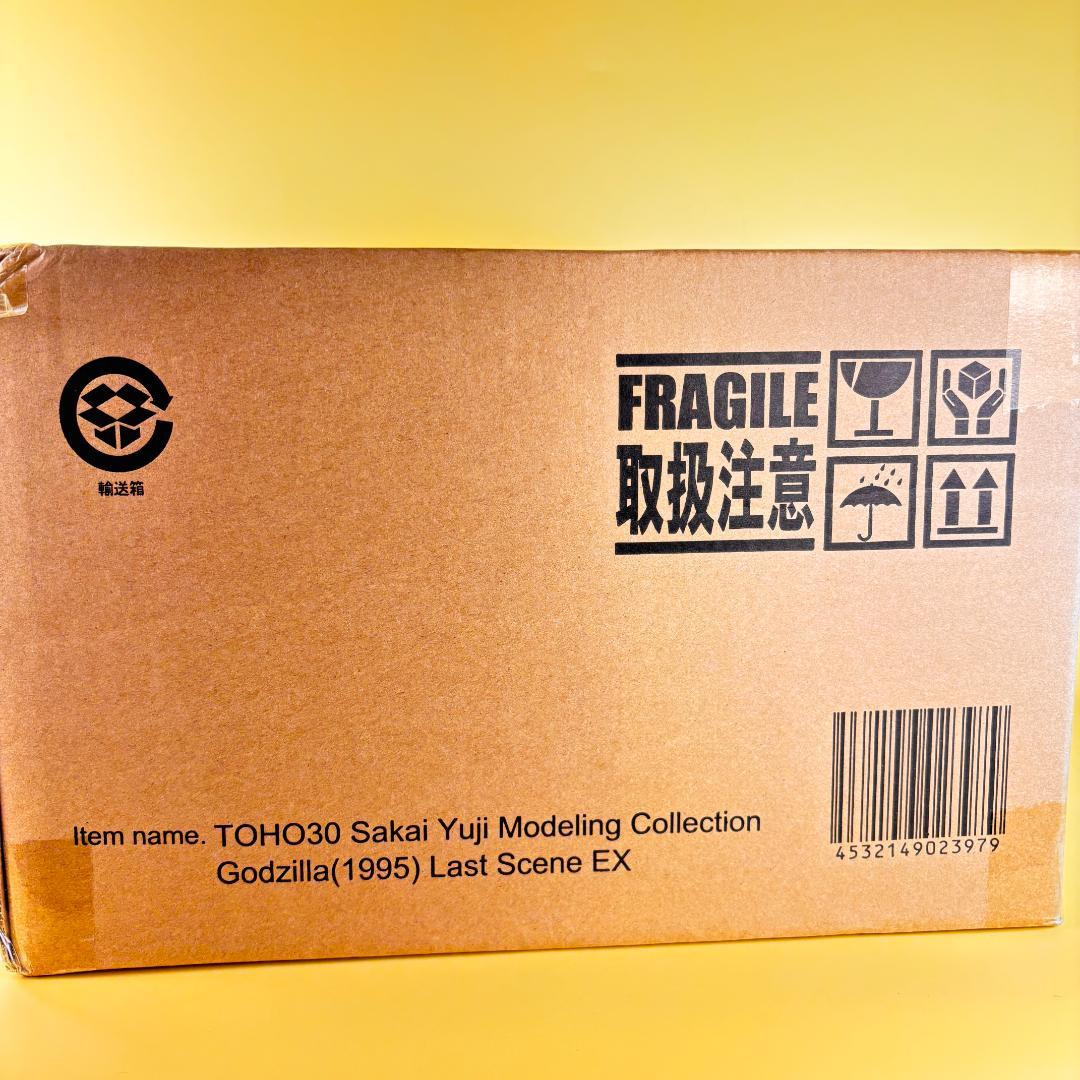 FRAGILE
取扱注意
輸送箱
Item name. TOHO30 Sakai Yuji Modeling Collection
Godzilla(1995) Last Scene EX
4532149023979